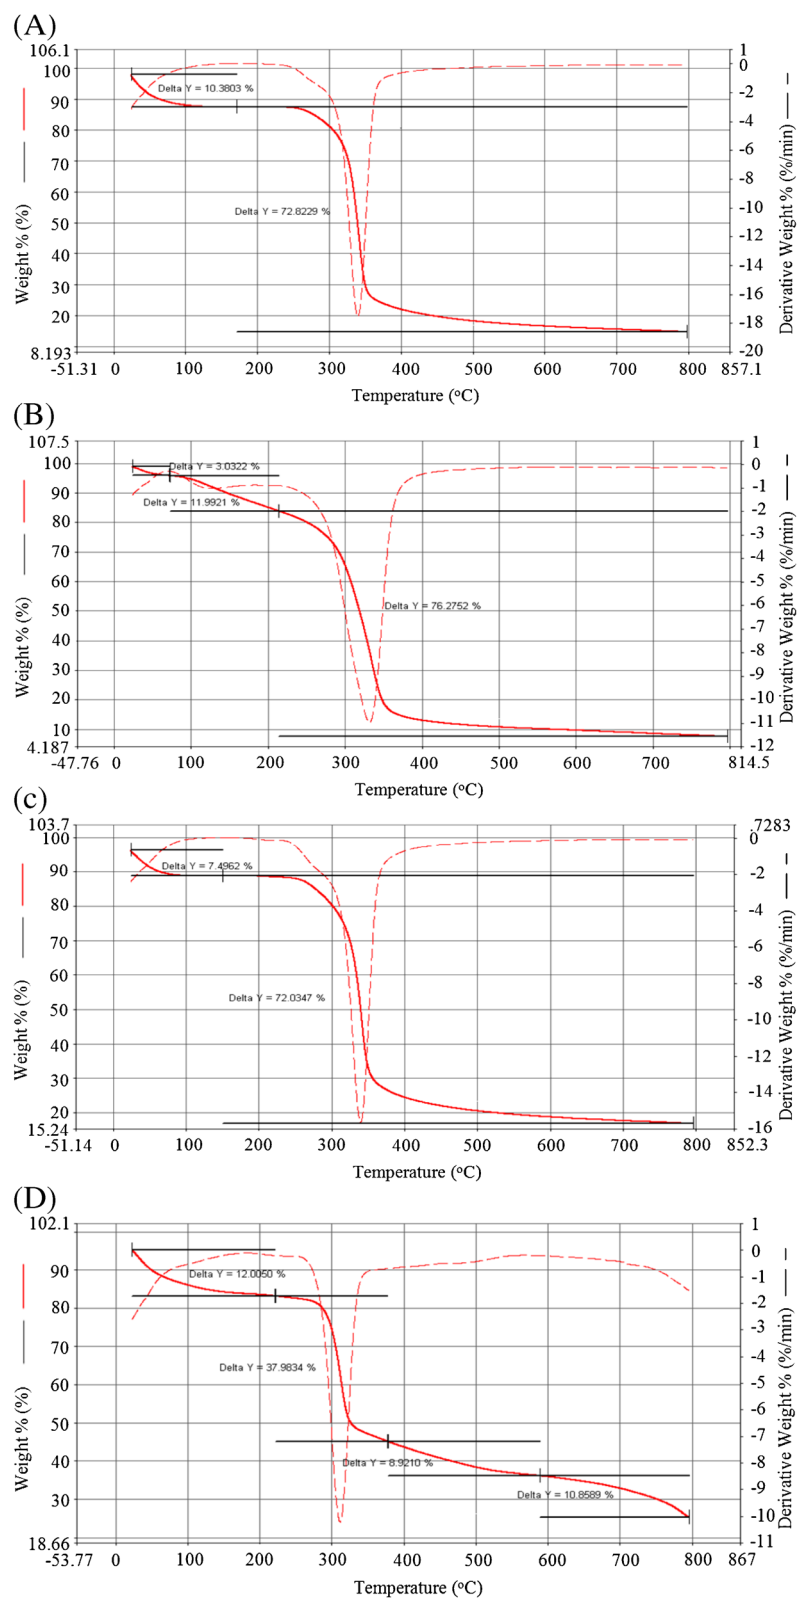 (A)
106.1
100
90
80
70
60
50
40
30
20
8.193
Weight % (%)
Delta Y = 10.3803 %
Delta Y = 72.8229 %
1
0
-2
-4
-6
-8
-10
-12
-14
-16
-18
-20
Derivative Weight % (%/min)
-51.31 0 100 200 300 400 500 600 700 800 857.1
Temperature (oC)
(B)
107.5
100
90
80
70
60
50
40
30
20
10
4.187
Weight % (%)
Delta Y = 3.0322 %
Delta Y = 11.9921 %
Delta Y = 76.2752 %
1
0
-1
-2
-3
-4
-5
-6
-7
-8
-9
-10
-11
-12
Derivative Weight % (%/min)
-47.76 0 100 200 300 400 500 600 700 814.5
Temperature (oC)
(c)
103.7
100
90
80
70
60
50
40
30
20
15.24
Weight % (%)
Delta Y = 7.4962 %
Delta Y = 72.0347 %
.7283
0
-2
-4
-6
-8
-10
-12
-14
-16
Derivative Weight % (%/min)
-51.14 0 100 200 300 400 500 600 700 800 852.3
Temperature (oC)
(D)
102.1
90
80
70
60
50
40
30
18.66
Weight % (%)
Delta Y = 12.0050 %
Delta Y = 37.9834 %
Delta Y = 8.9210 %
Delta Y = 10.8589 %
1
0
-1
-2
-3
-4
-5
-6
-7
-8
-9
-10
-11
Derivative Weight % (%/min)
-53.77 0 100 200 300 400 500 600 700 800 867
Temperature (oC)